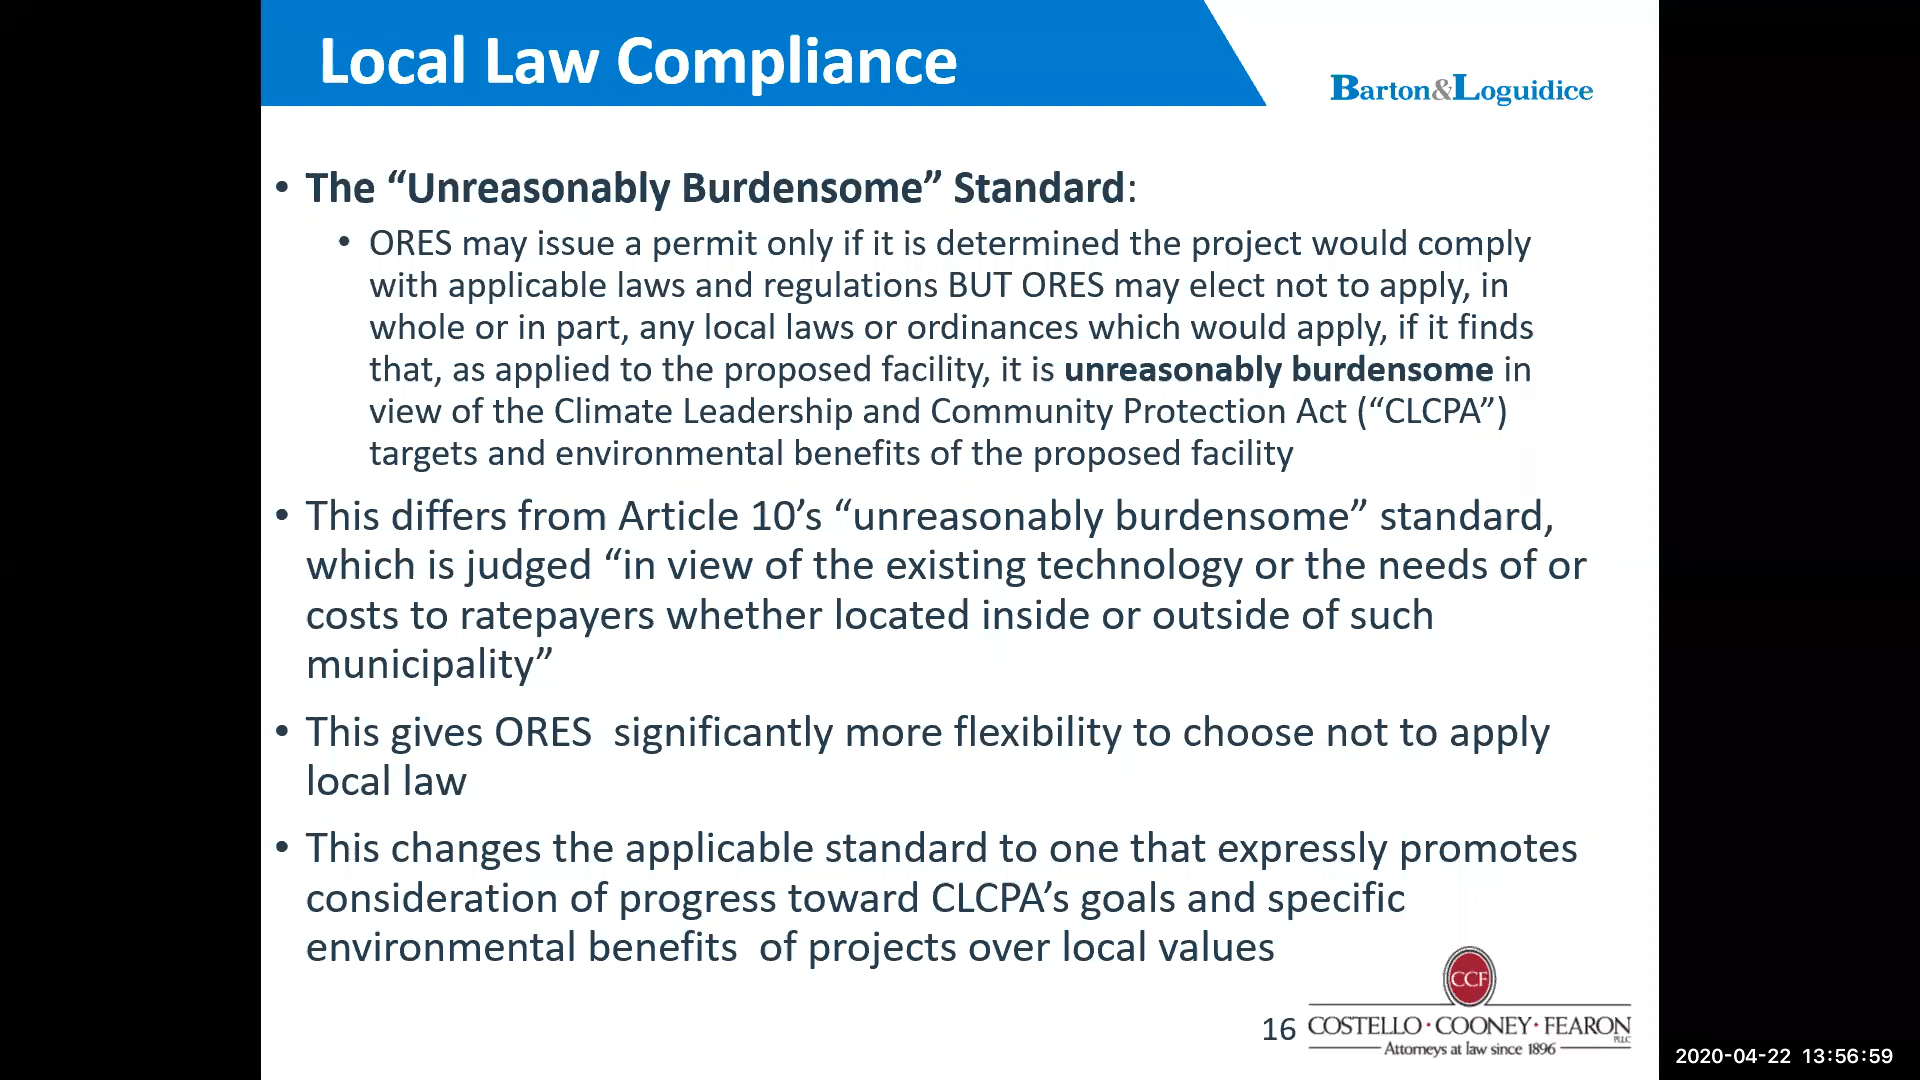 Local Law Compliance
Barton&Loguidice
• The “Unreasonably Burdensome” Standard:
• ORES may issue a permit only if it is determined the project would comply
with applicable laws and regulations BUT ORES may elect not to apply, in
whole or in part, any local laws or ordinances which would apply, if it finds
that, as applied to the proposed facility, it is unreasonably burdensome in
view of the Climate Leadership and Community Protection Act (“CLCPA”)
targets and environmental benefits of the proposed facility
• This differs from Article 10’s “unreasonably burdensome” standard,
which is judged “in view of the existing technology or the needs of or
costs to ratepayers whether located inside or outside of such
municipality”
• This gives ORES  significantly more flexibility to choose not to apply
local law
• This changes the applicable standard to one that expressly promotes
consideration of progress toward CLCPA’s goals and specific
environmental benefits  of projects over local values
CCF
16
COSTELLO · COONEY · FEARON
PLLC
Attorneys at law since 1896
2020-04-22 13:56:59